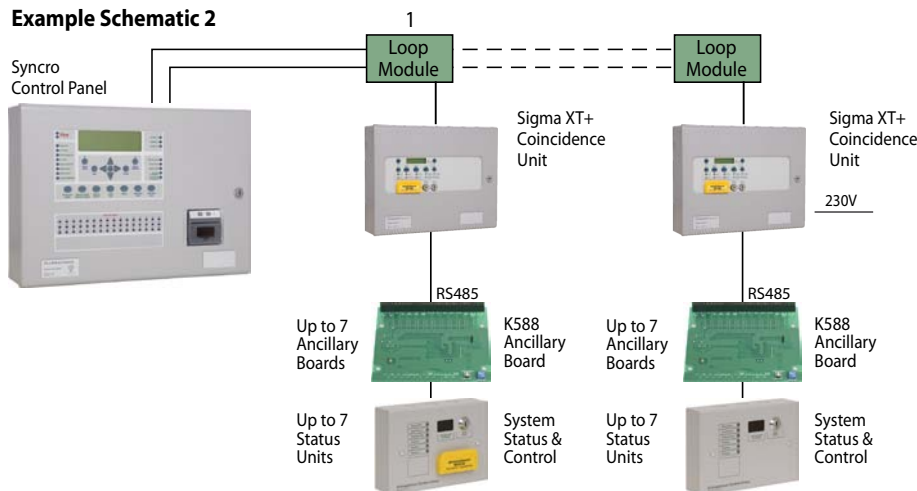 Example Schematic 2
1
Syncro
Control Panel
Loop
Module
Loop
Module
Sigma XT+
Coincidence
Unit
Sigma XT+
Coincidence
Unit
230V
RS485
RS485
Up to 7
Ancillary
Boards
K588
Ancillary
Board
Up to 7
Ancillary
Boards
K588
Ancillary
Board
Up to 7
Status
Units
System
Status &
Control
Up to 7
Status
Units
System
Status &
Control